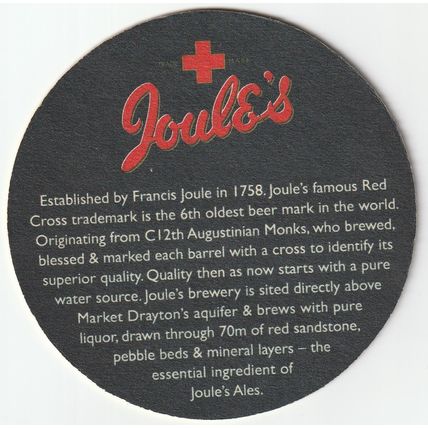 TRADE MARK
Joule's
Established by Francis Joule in 1758. Joule's famous Red
Cross trademark is the 6th oldest beer mark in the world.
Originating from C12th Augustinian Monks, who brewed,
blessed & marked each barrel with a cross to identify its
superior quality. Quality then as now starts with a pure
water source. Joule's brewery is sited directly above
Market Drayton's aquifer & brews with pure
liquor, drawn through 70m of red sandstone,
pebble beds & mineral layers – the
essential ingredient of
Joule's Ales.